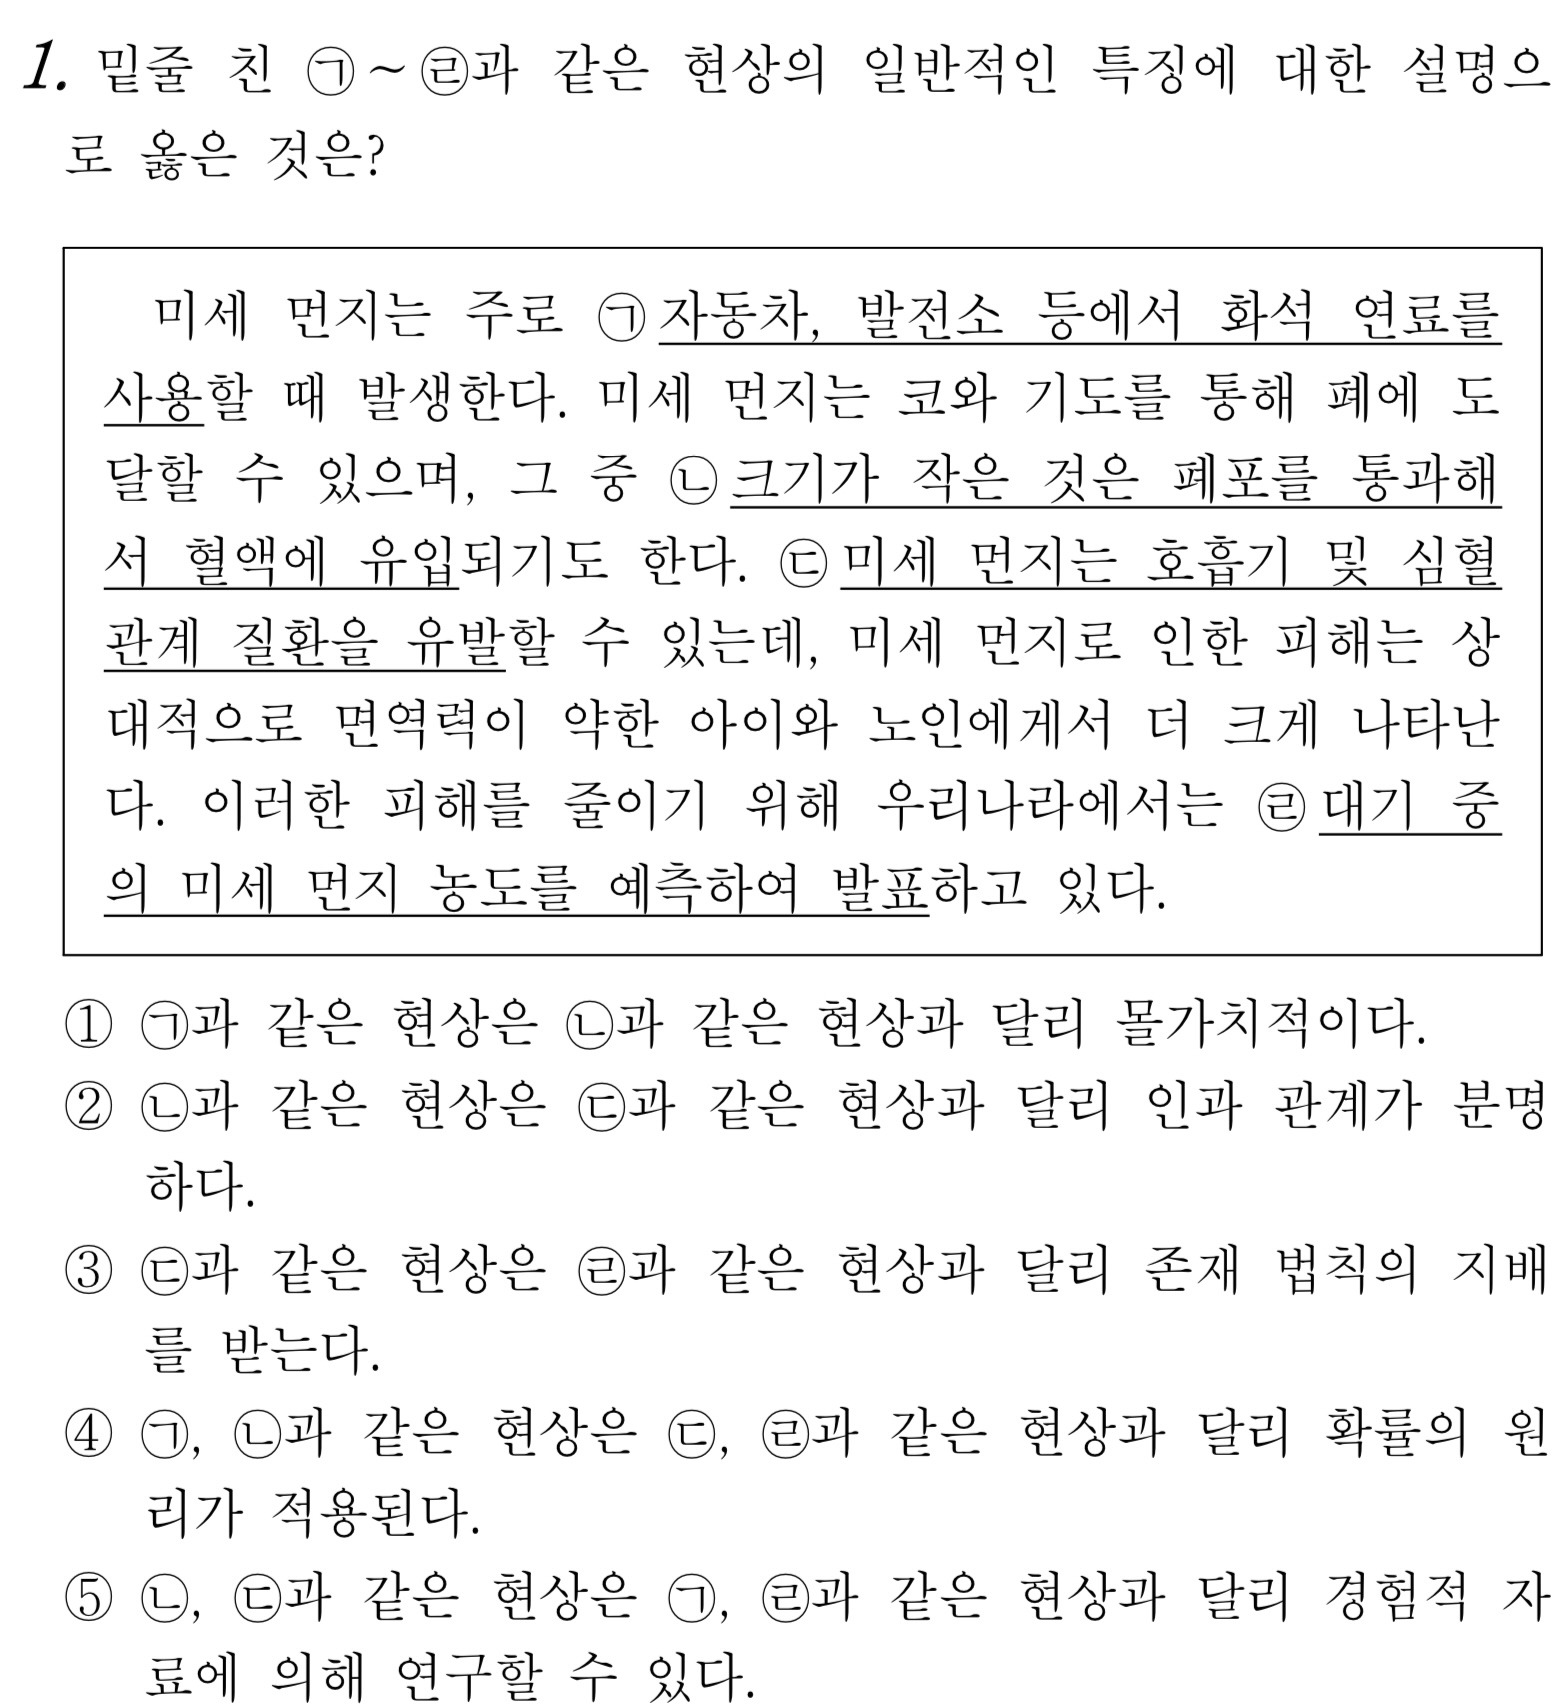 1. 밑줄 친 ㉠~㉣과 같은 현상의 일반적인 특징에 대한 설명으
로 옳은 것은?
미세 먼지는 주로 ㉠자동차, 발전소 등에서 화석 연료를
사용할 때 발생한다. 미세 먼지는 코와 기도를 통해 폐에 도
달할 수 있으며, 그 중 ㉡크기가 작은 것은 폐포를 통과해
서 혈액에 유입되기도 한다. ㉢미세 먼지는 호흡기 및 심혈
관계 질환을 유발할 수 있는데, 미세 먼지로 인한 피해는 상
대적으로 면역력이 약한 아이와 노인에게서 더 크게 나타난
다. 이러한 피해를 줄이기 위해 우리나라에서는 ㉣대기 중
의 미세 먼지 농도를 예측하여 발표하고 있다.
① ㉠과 같은 현상은 ㉡과 같은 현상과 달리 몰가치적이다.
② ㉡과 같은 현상은 ㉢과 같은 현상과 달리 인과 관계가 분명
하다.
③ ㉢과 같은 현상은 ㉣과 같은 현상과 달리 존재 법칙의 지배
를 받는다.
④ ㉠, ㉡과 같은 현상은 ㉢, ㉣과 같은 현상과 달리 확률의 원
리가 적용된다.
⑤ ㉡, ㉢과 같은 현상은 ㉠, ㉣과 같은 현상과 달리 경험적 자
료에 의해 연구할 수 있다.